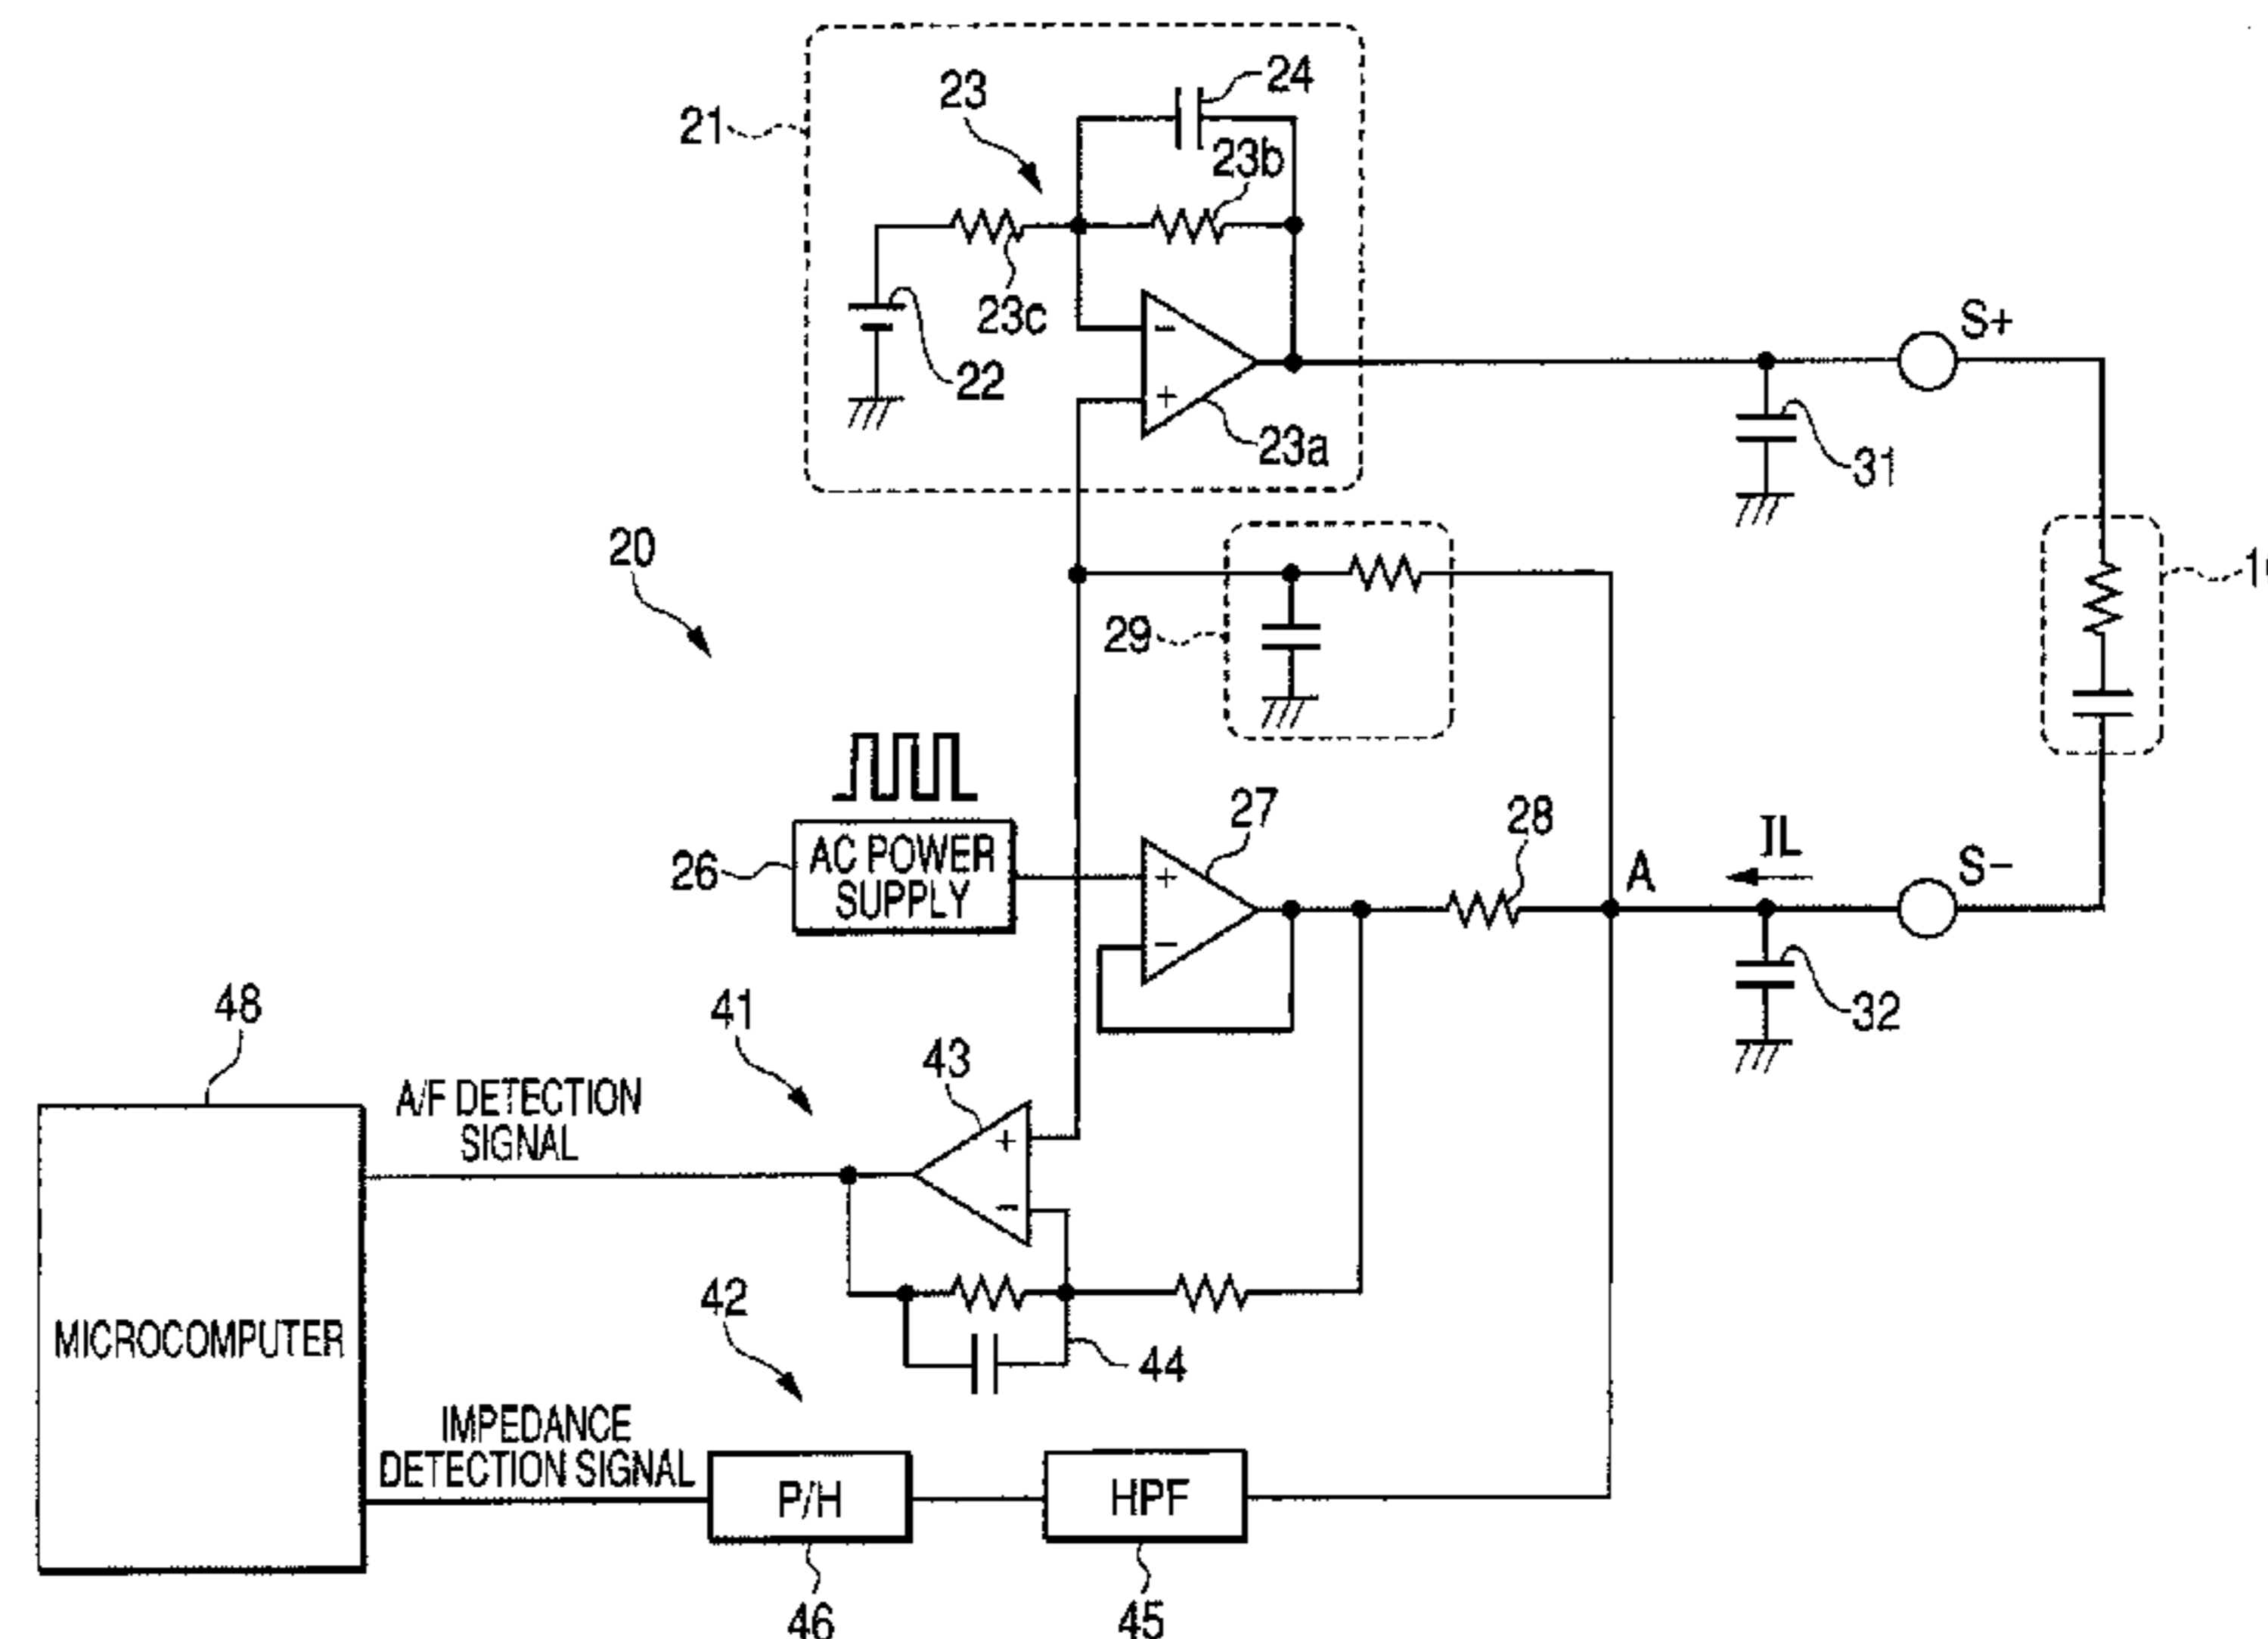 24
23
21
23b
23c
22
23a
S+
31
20
29
27
28
IL
A
S−
26
AC POWER
SUPPLY
32
48
41
43
A/F DETECTION
SIGNAL
42
MICROCOMPUTER
44
IMPEDANCE
DETECTION SIGNAL
P/H
HPF
46
45